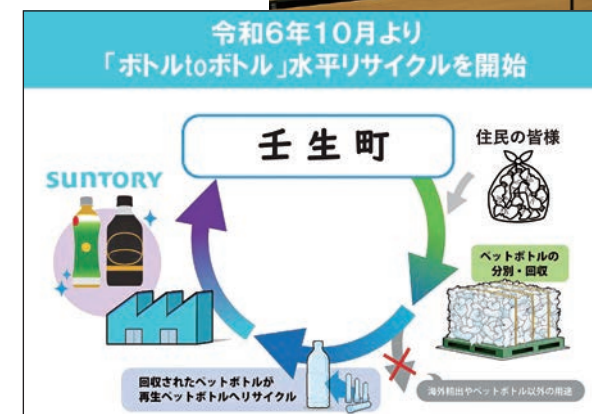 令和6年10月より
「ボトルtoボトル」水平リサイクルを開始
壬生町
住民の皆様
SUNTORY
ペットボトルの
分別・回収
回収されたペットボトルが
再生ペットボトルへリサイクル
海外輸出やペットボトル以外の用途